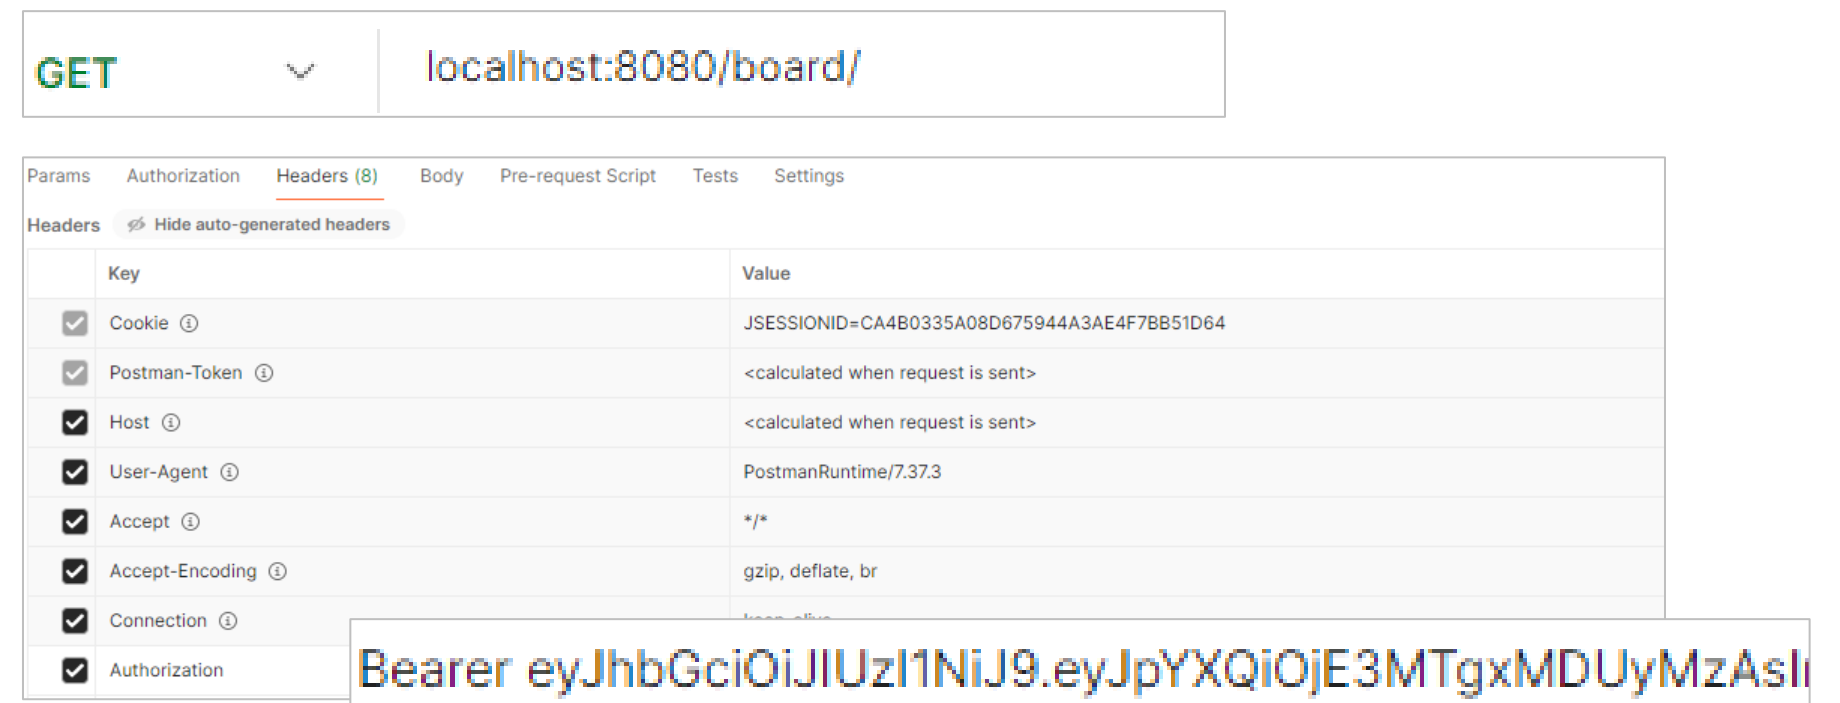 GET localhost:8080/board/
Params Authorization Headers (8) Body Pre-request Script Tests Settings
Headers Hide auto-generated headers
Key Value
Cookie JSESSIONID=CA4B0335A08D675944A3AE4F7BB51D64
Postman-Token <calculated when request is sent>
Host <calculated when request is sent>
User-Agent PostmanRuntime/7.37.3
Accept */*
Accept-Encoding gzip, deflate, br
Connection
Authorization Bearer eyJhbGciOiJIUzI1NiJ9.eyJpYXQiOjE3MTgxMDUyMzAsI